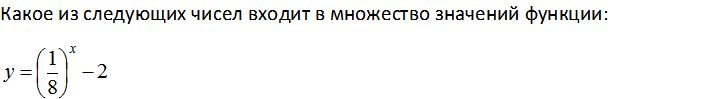 Какое из следующих чисел входит в множество значений функции:
y = (1/8)^x − 2